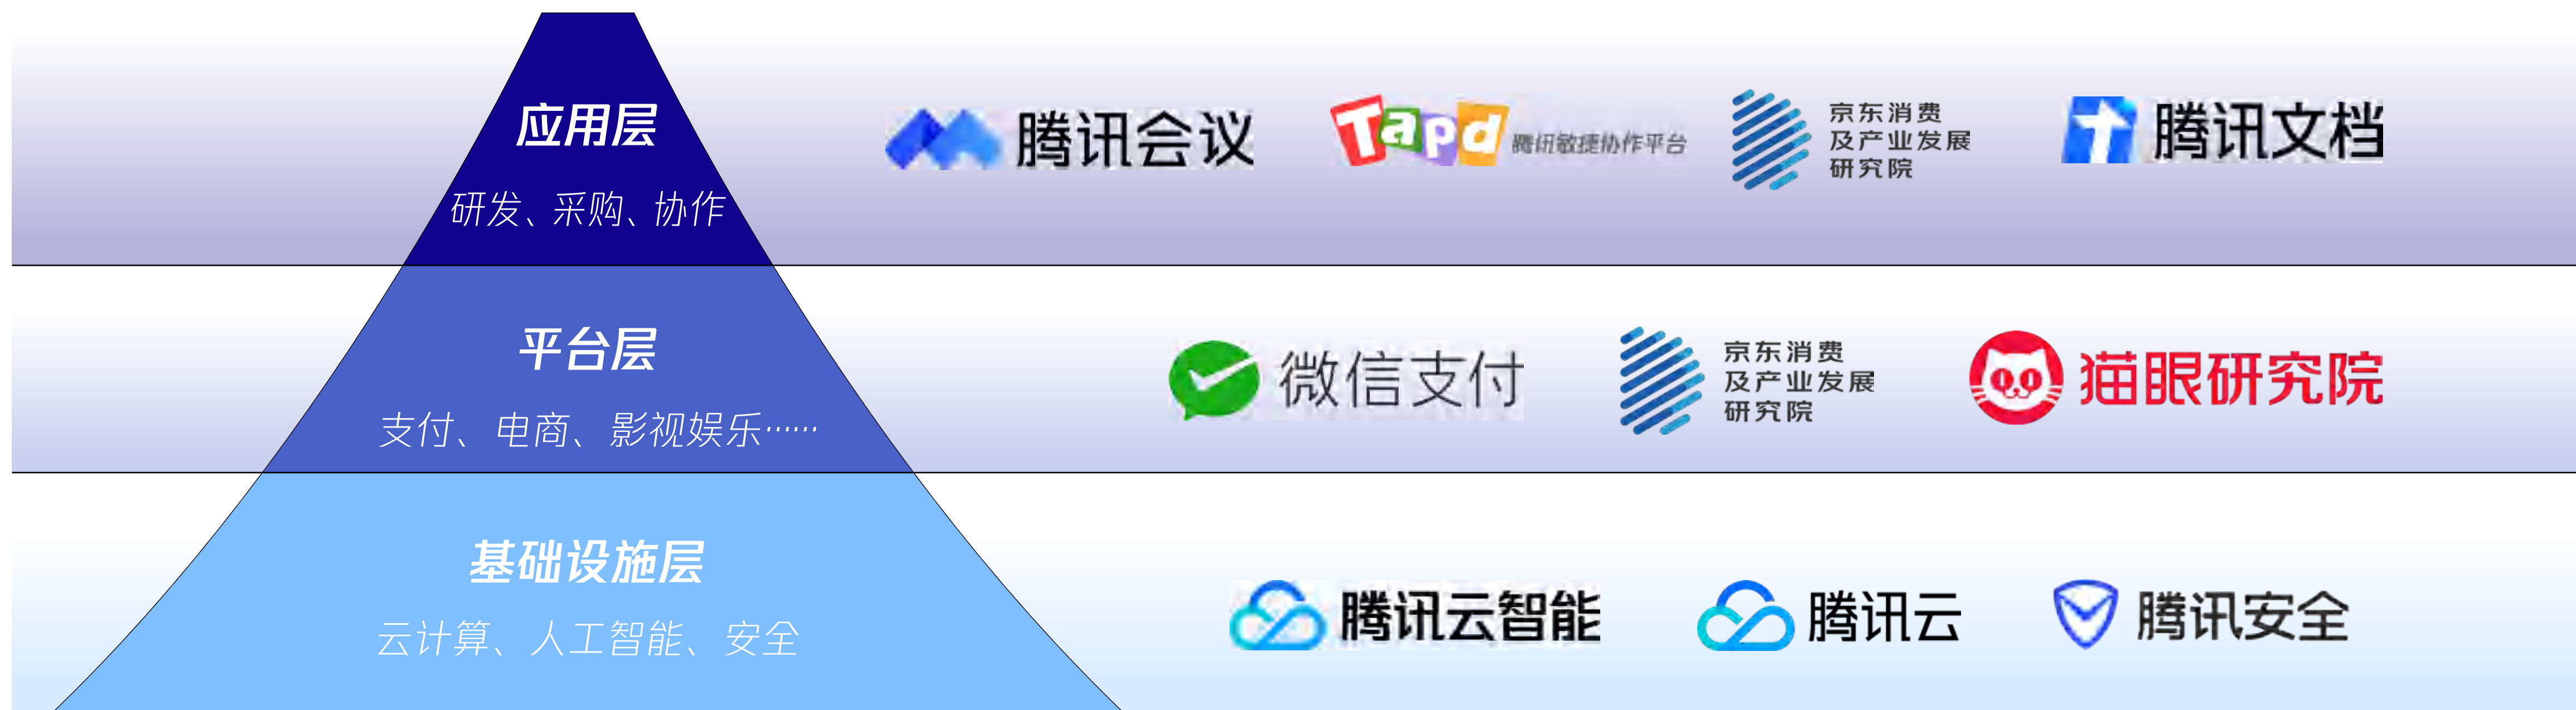 应用层
研发、采购、协作
腾讯会议
Tapd 腾讯敏捷协作平台
京东消费
及产业发展
研究院
腾讯文档
平台层
支付、电商、影视娱乐……
微信支付
京东消费
及产业发展
研究院
猫眼研究院
基础设施层
云计算、人工智能、安全
腾讯云智能
腾讯云
腾讯安全